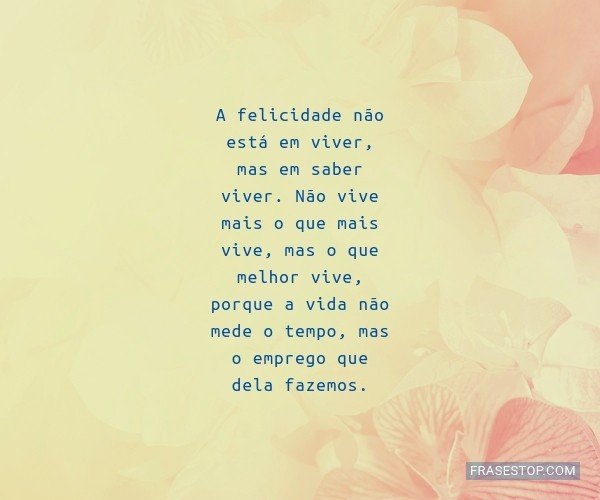 A felicidade não
está em viver,
mas em saber
viver. Não vive
mais o que mais
vive, mas o que
melhor vive,
porque a vida não
mede o tempo, mas
o emprego que
dela fazemos.
FRASESTOP.COM